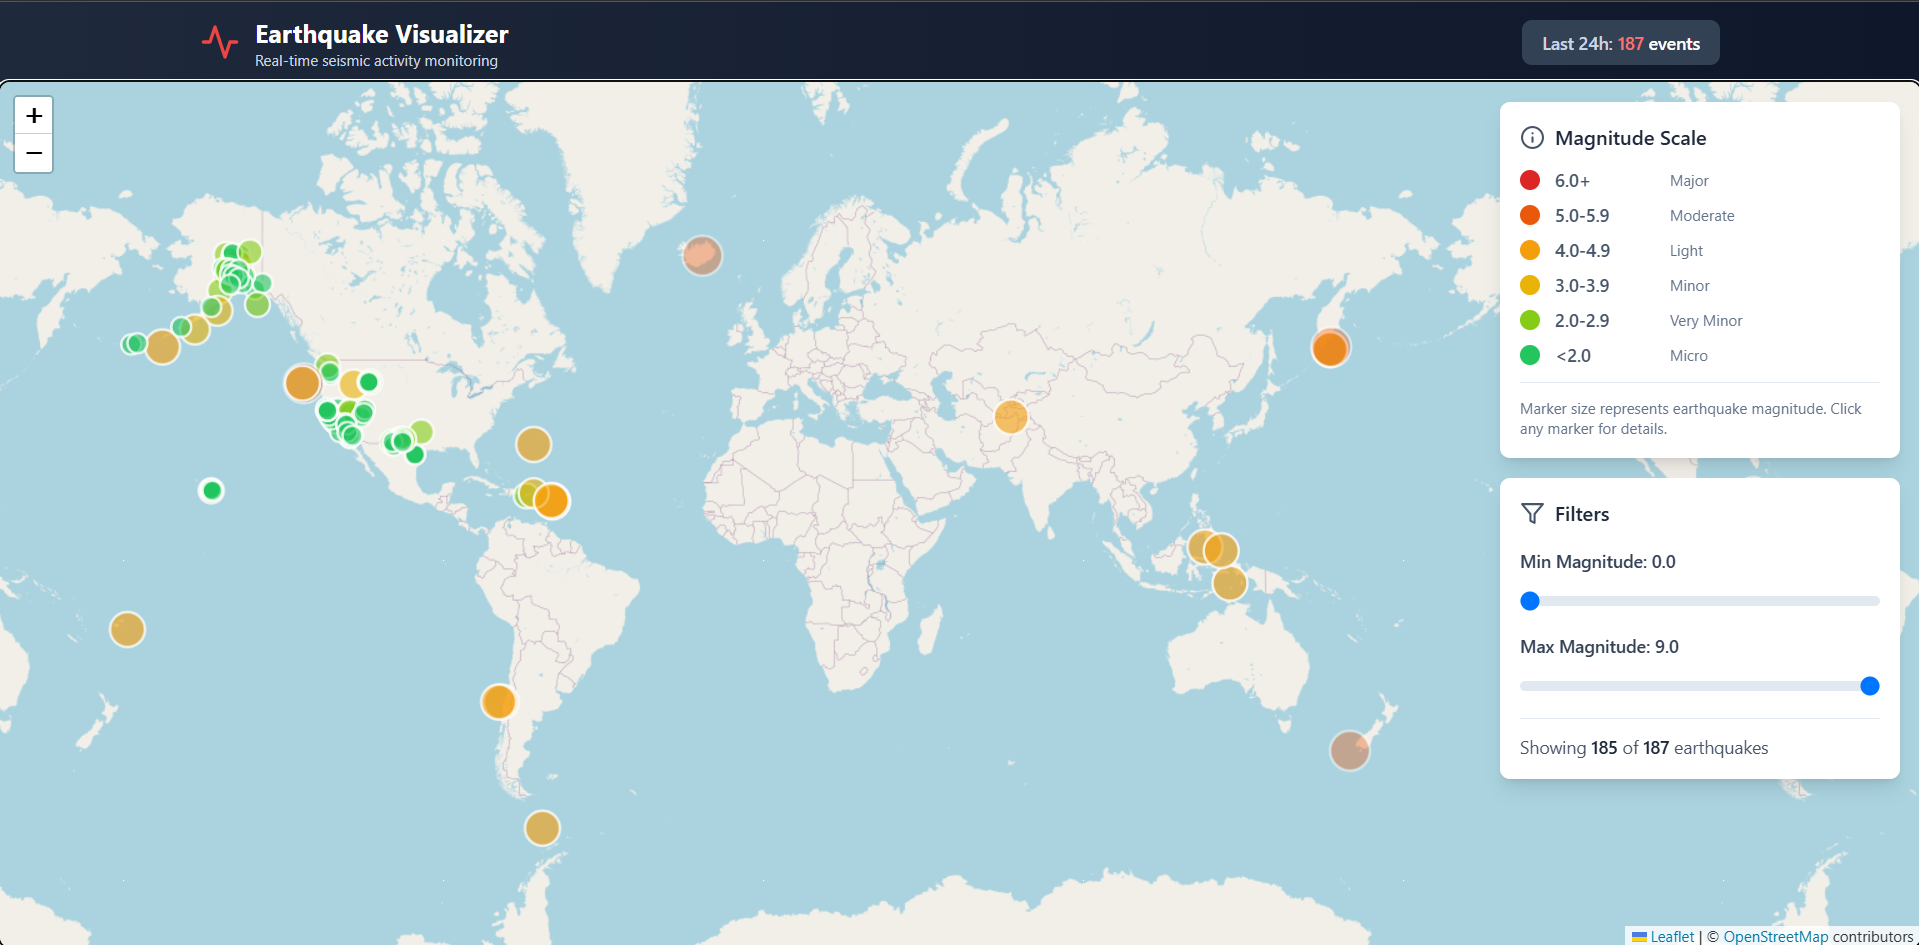 Earthquake Visualizer
Real-time seismic activity monitoring
Last 24h: 187 events
+
−
Magnitude Scale
6.0+ Major
5.0-5.9 Moderate
4.0-4.9 Light
3.0-3.9 Minor
2.0-2.9 Very Minor
<2.0 Micro
Marker size represents earthquake magnitude. Click
any marker for details.
Filters
Min Magnitude: 0.0
Max Magnitude: 9.0
Showing 185 of 187 earthquakes
Leaflet | © OpenStreetMap contributors